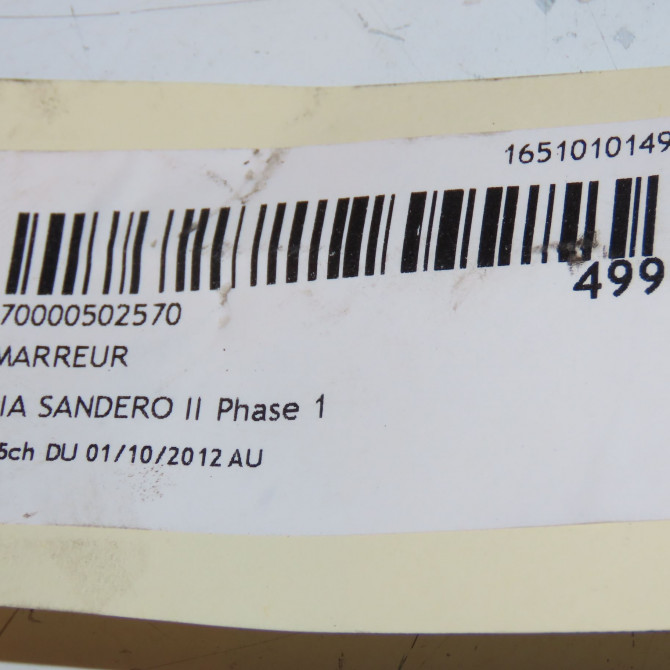 1651010149
499
70000502570
MARREUR
IA SANDERO II Phase 1
5ch DU 01/10/2012 AU